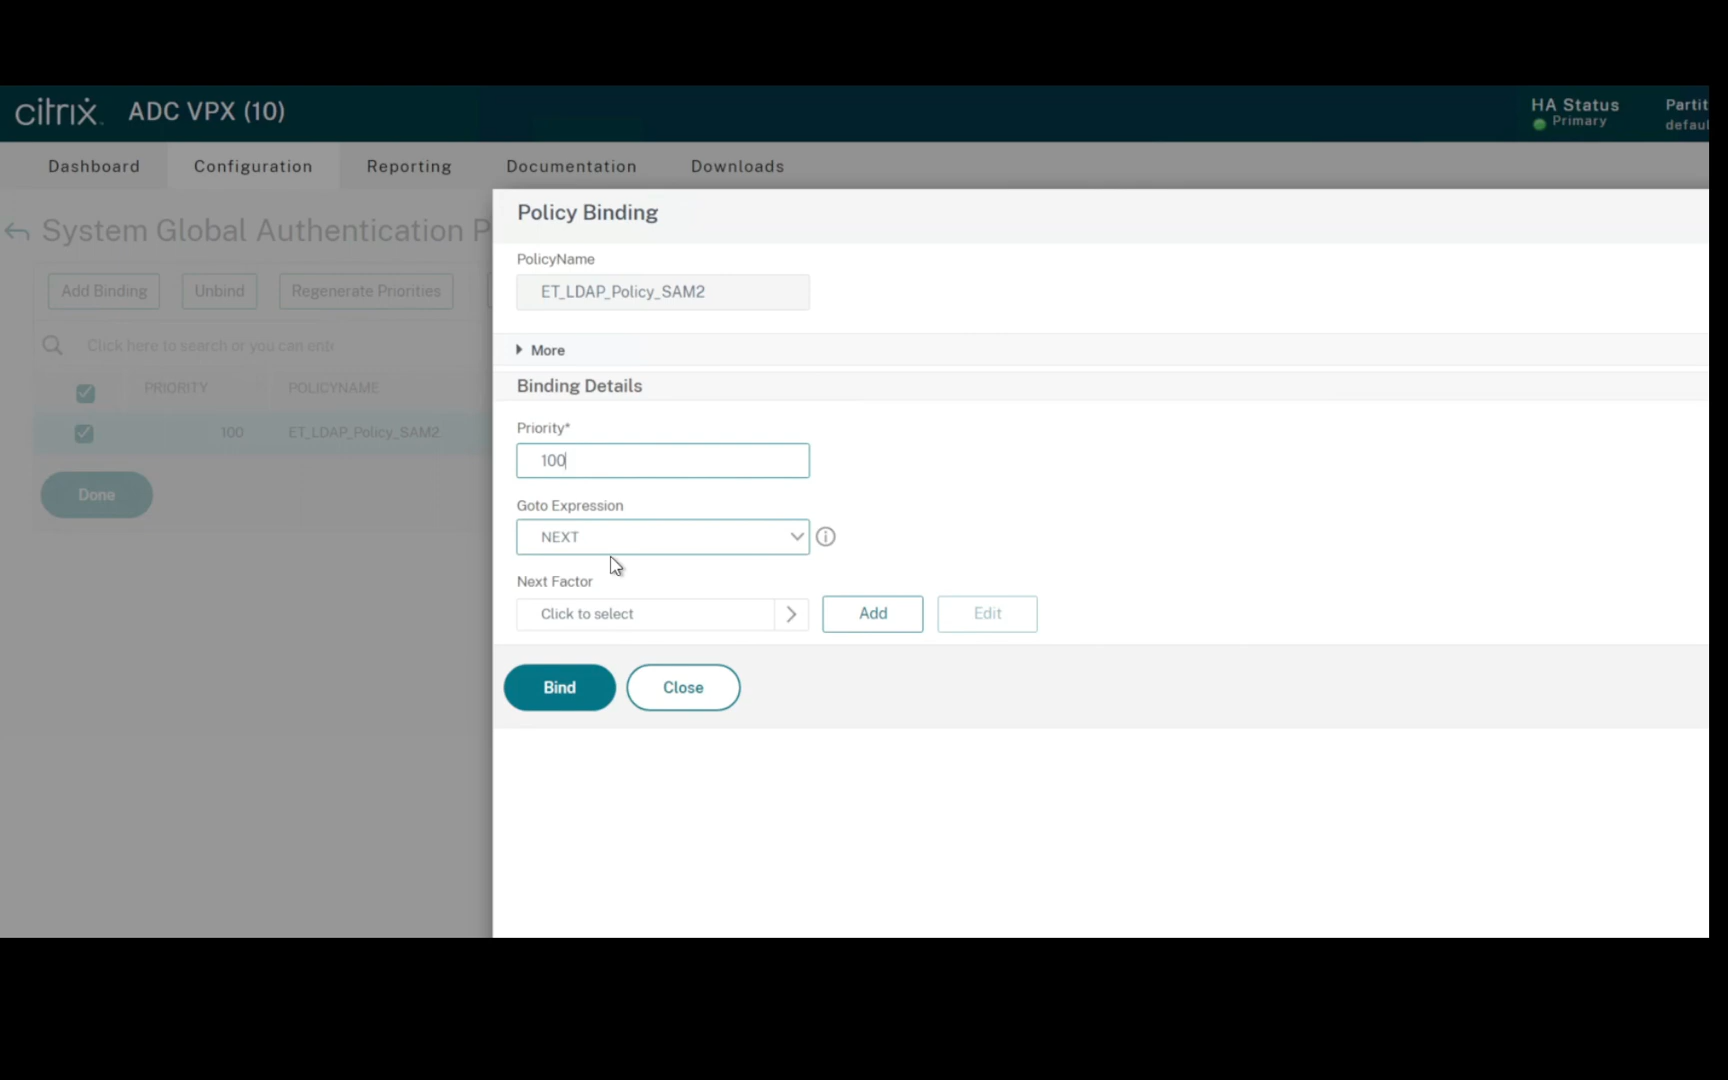 citrix ADC VPX (10)
HA Status
Primary
Partit
defaul
Dashboard Configuration Reporting Documentation Downloads
System Global Authentication P
Add Binding Unbind Regenerate Priorities
Click here to search or you can ente
PRIORITY POLICYNAME
100 ET_LDAP_Policy_SAM2
Done
Policy Binding
PolicyName
ET_LDAP_Policy_SAM2
More
Binding Details
Priority*
100
Goto Expression
NEXT
Next Factor
Click to select
Add Edit
Bind Close